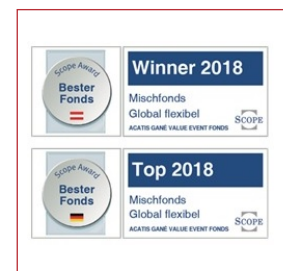 Scope Award
Bester
Fonds
Winner 2018
Mischfonds
Global flexibel
ACATIS GANÉ VALUE EVENT FONDS
SCOPE
Scope Award
Bester
Fonds
Top 2018
Mischfonds
Global flexibel
ACATIS GANÉ VALUE EVENT FONDS
SCOPE